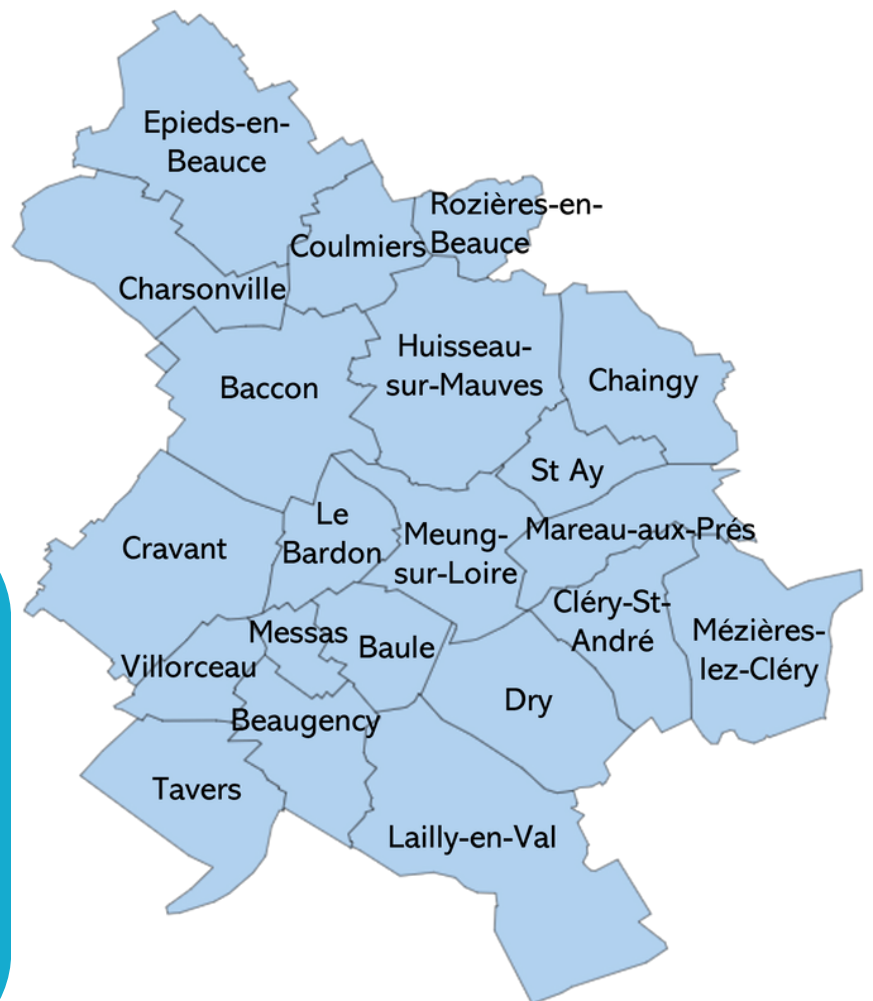 Epieds-en-
Beauce
Rozières-en-
Beauce
Coulmiers
Charsonville
Huisseau-
sur-Mauves
Baccon
Chaingy
St Ay
Le
Bardon
Meung-
sur-Loire
Mareau-aux-Prés
Cravant
Cléry-St-
André
Mézières-
lez-Cléry
Messas
Baule
Villorceau
Dry
Beaugency
Tavers
Lailly-en-Val